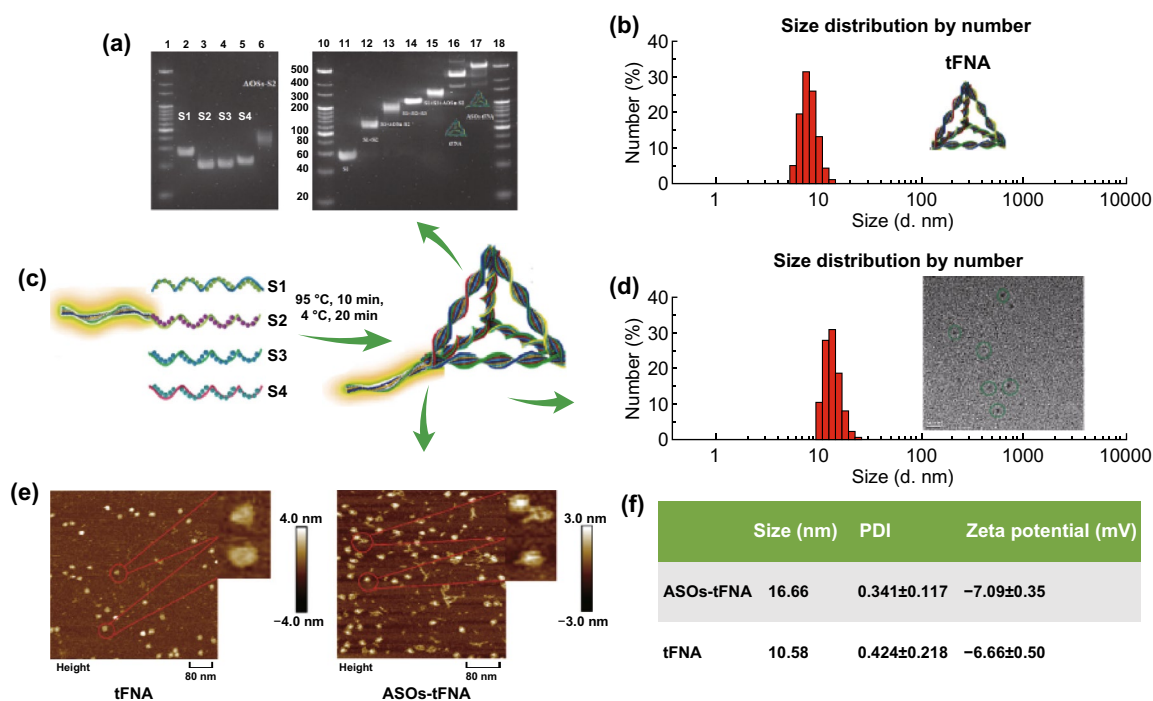 (a)
1 2 3 4 5 6
AOSs-S2
S1 S2 S3 S4
10 11 12 13 14 15 16 17 18
500
400
300
200
100
80
60
40
20
S1
S1+S2
tFNA
ASOs-tFNA
(b)
Size distribution by number
tFNA
Number (%)
40
30
20
10
0
1 10 100 1000 10000
Size (d. nm)
(c)
S1
S2
S3
S4
95 °C, 10 min,
4 °C, 20 min
(d)
Size distribution by number
Number (%)
40
30
20
10
0
1 10 100 1000 10000
Size (d. nm)
(e)
4.0 nm
−4.0 nm
Height
80 nm
tFNA
3.0 nm
−3.0 nm
Height
80 nm
ASOs-tFNA
(f)
Size (nm) PDI Zeta potential (mV)
ASOs-tFNA 16.66 0.341±0.117 −7.09±0.35
tFNA 10.58 0.424±0.218 −6.66±0.50